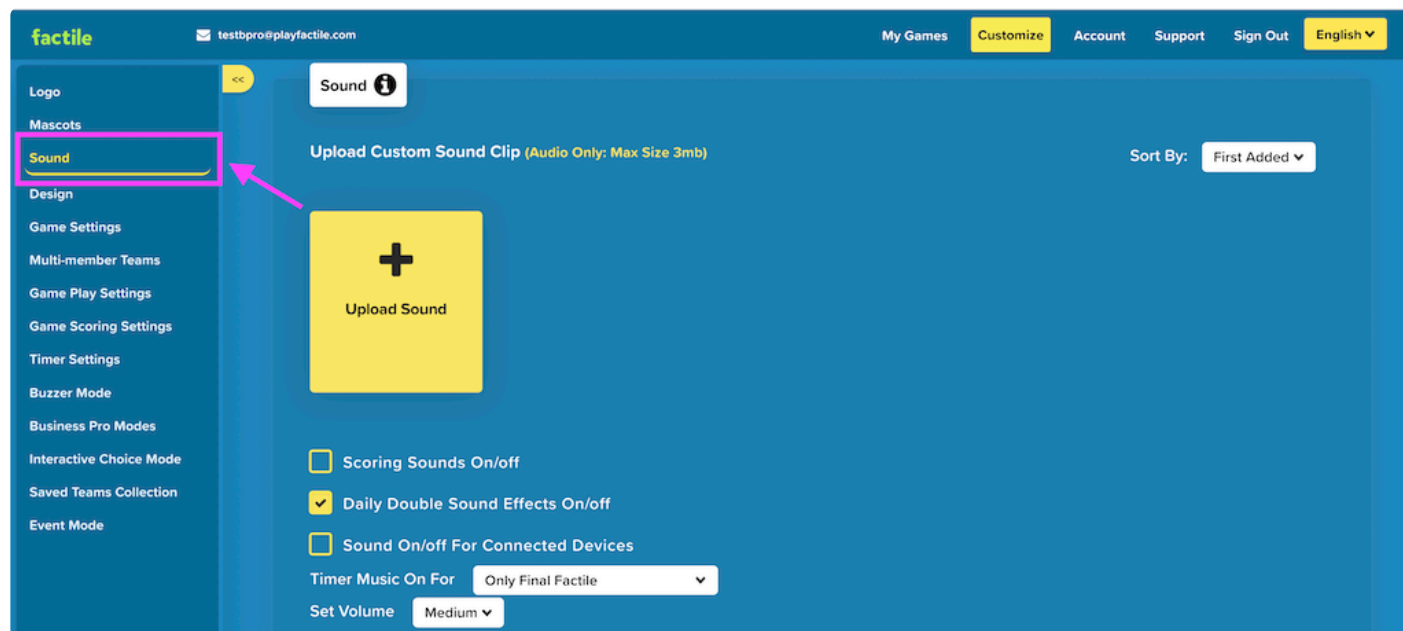 factile
testbpro@playfactile.com
My Games
Customize
Account
Support
Sign Out
English
<<
Logo
Mascots
Sound
Design
Game Settings
Multi-member Teams
Game Play Settings
Game Scoring Settings
Timer Settings
Buzzer Mode
Business Pro Modes
Interactive Choice Mode
Saved Teams Collection
Event Mode
Sound
Upload Custom Sound Clip (Audio Only: Max Size 3mb)
Sort By: First Added
Upload Sound
Scoring Sounds On/off
Daily Double Sound Effects On/off
Sound On/off For Connected Devices
Timer Music On For Only Final Factile
Set Volume Medium